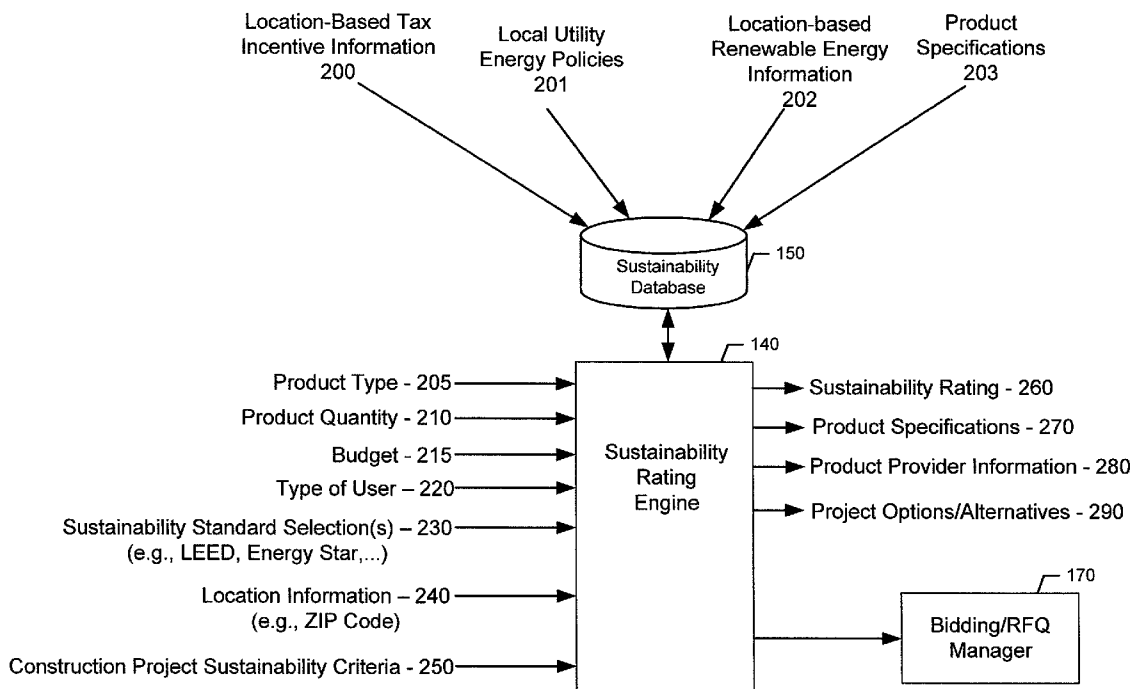 Location-Based Tax
Incentive Information
200
Local Utility
Energy Policies
201
Location-based
Renewable Energy
Information
202
Product
Specifications
203
Sustainability
Database
150
140
Product Type - 205
Product Quantity - 210
Budget - 215
Type of User – 220
Sustainability Standard Selection(s) – 230
(e.g., LEED, Energy Star,...)
Location Information – 240
(e.g., ZIP Code)
Construction Project Sustainability Criteria - 250
Sustainability
Rating
Engine
Sustainability Rating - 260
Product Specifications - 270
Product Provider Information - 280
Project Options/Alternatives - 290
170
Bidding/RFQ
Manager